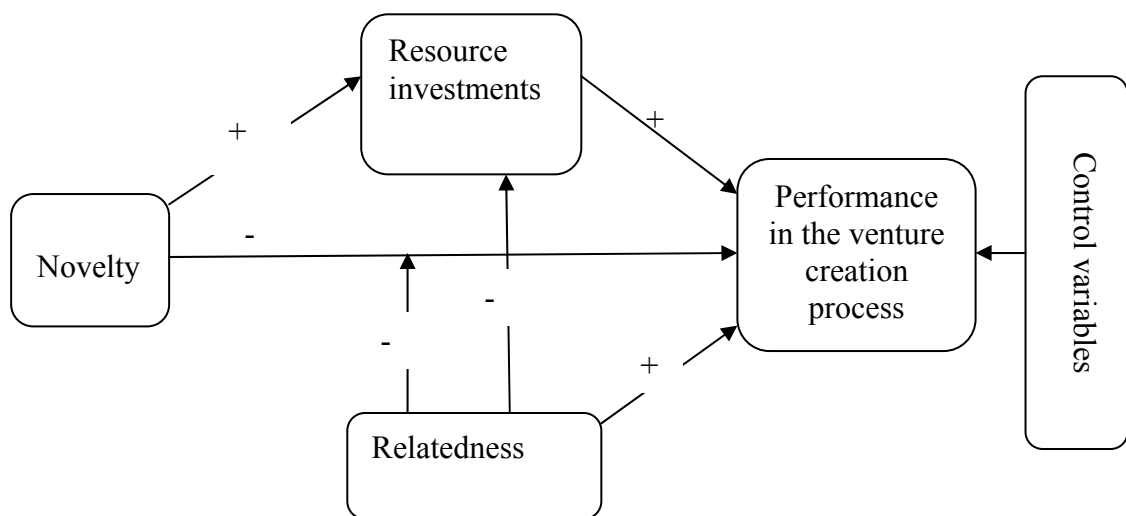 Resource
investments
+
+
Novelty
-
Performance
in the venture
creation
process
Control variables
-
-
+
Relatedness